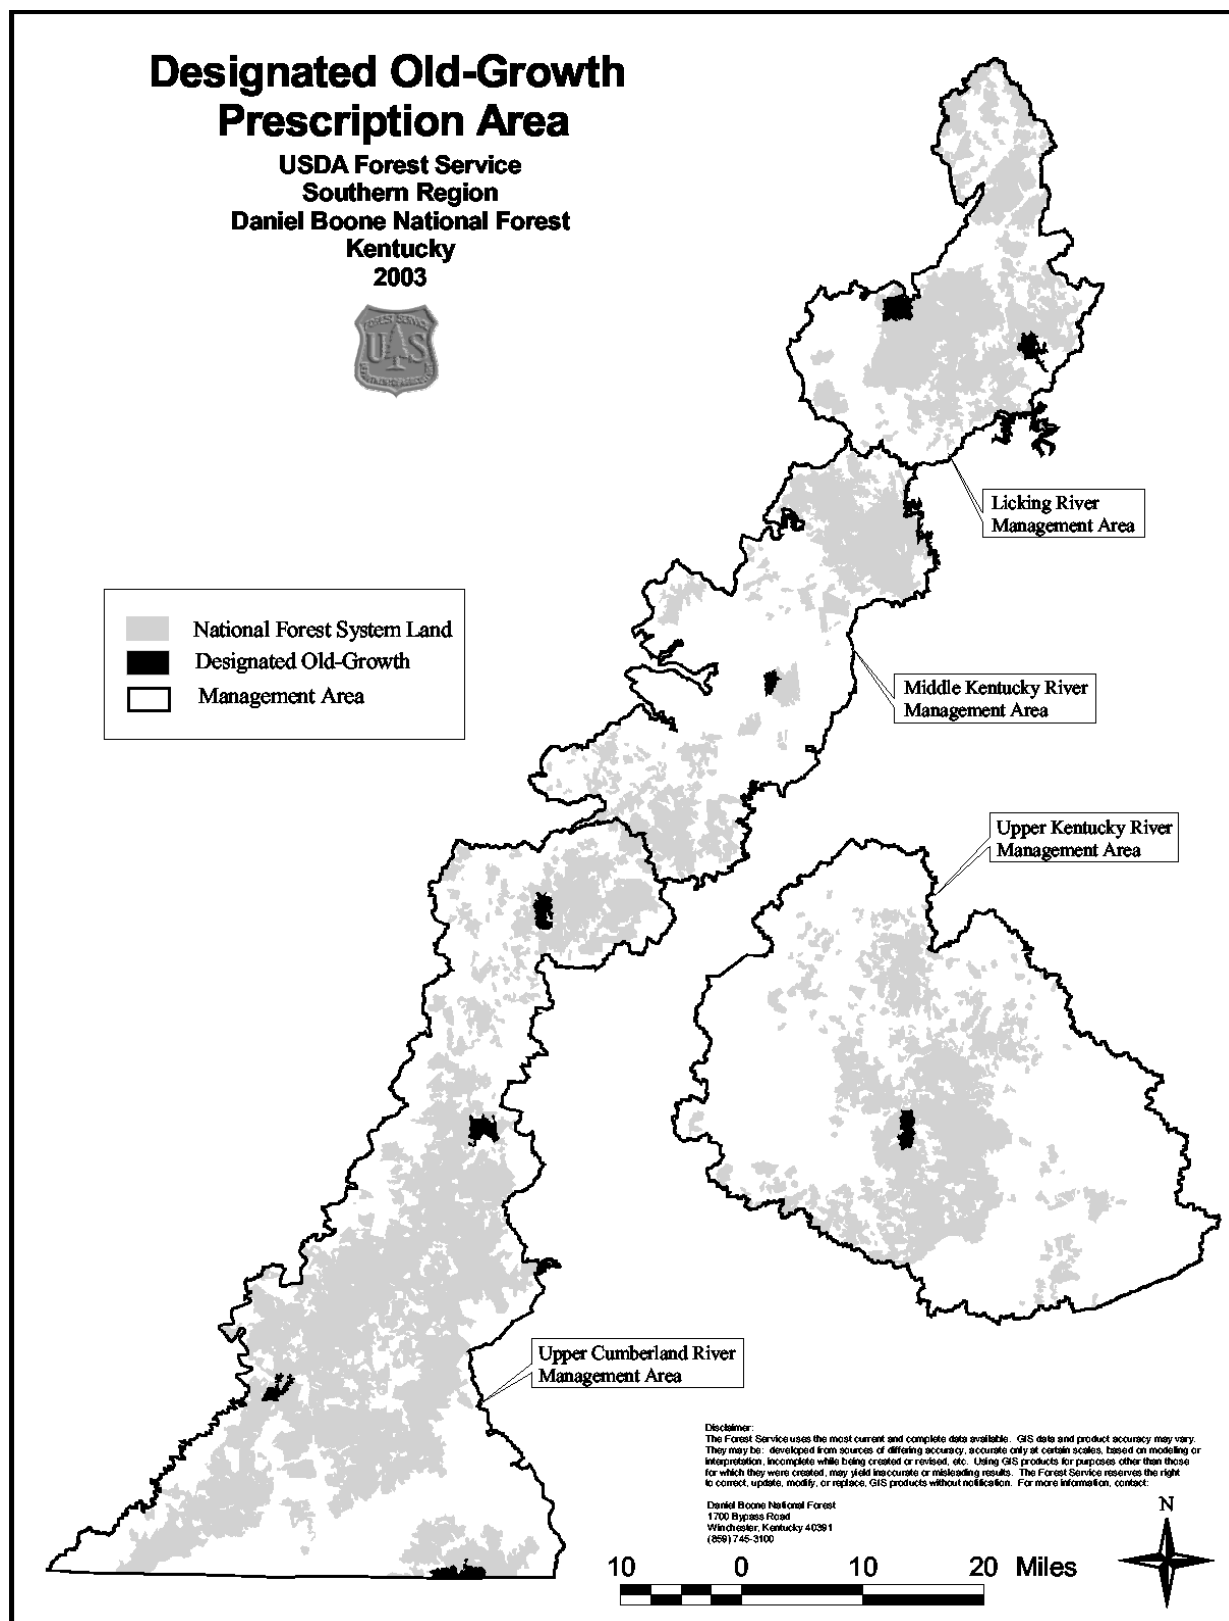 Designated Old-Growth
Prescription Area
USDA Forest Service
Southern Region
Daniel Boone National Forest
Kentucky
2003
FOREST SERVICE
U S
DEPARTMENT OF AGRICULTURE
Licking River
Management Area
National Forest System Land
Designated Old-Growth
Management Area
Middle Kentucky River
Management Area
Upper Kentucky River
Management Area
Upper Cumberland River
Management Area
Disclaimer:
The Forest Service uses the most current and complete data available. GIS data and product accuracy may vary.
They may be: developed from sources of differing accuracy, accurate only at certain scales, based on modeling or
interpretation, incomplete while being created or revised, etc. Using GIS products for purposes other than those
for which they were created, may yield inaccurate or misleading results. The Forest Service reserves the right
to correct, update, modify, or replace, GIS products without notification. For more information, contact:
Daniel Boone National Forest
1700 Bypass Road
Winchester, Kentucky 40391
(859) 745-3100
N
10 0 10 20 Miles